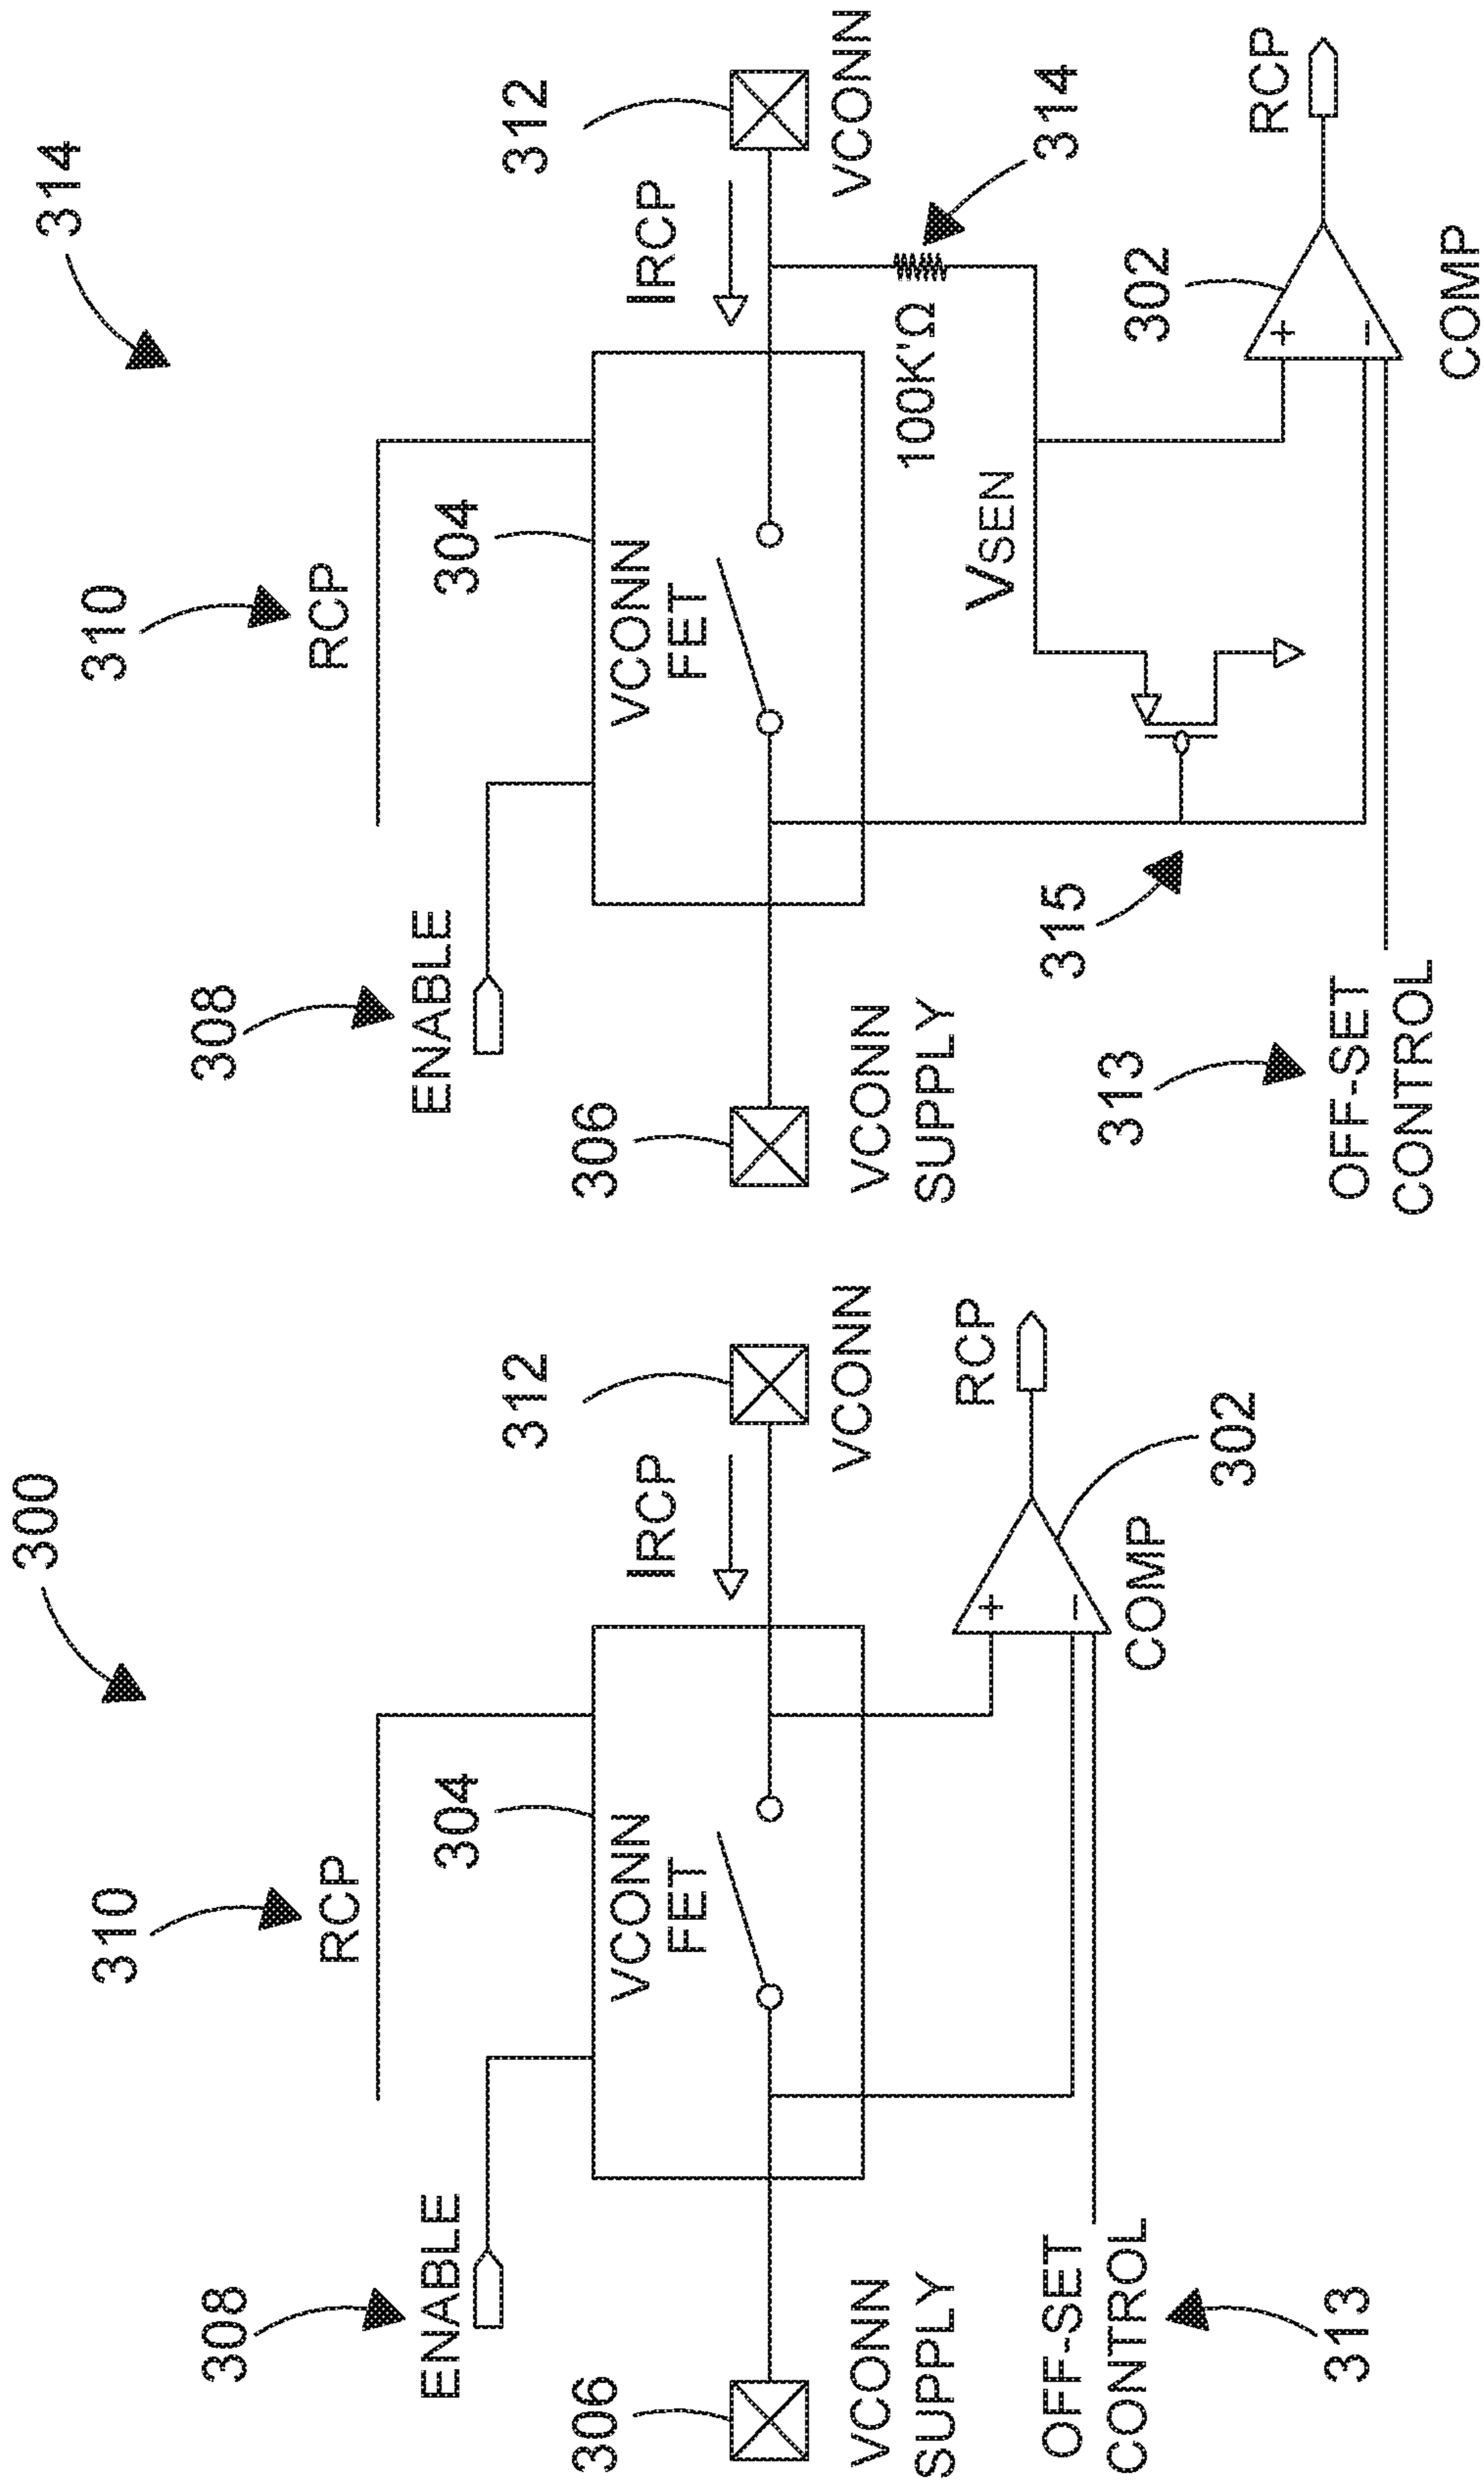 300
310
RCP
308
ENABLE
304
VCONN
FET
306
VCONN
SUPPLY
312
IRCP
VCONN
RCP
+
−
COMP
302
OFF-SET
CONTROL
313
314
310
RCP
308
ENABLE
304
VCONN
FET
306
VCONN
SUPPLY
312
IRCP
VCONN
100K'Ω
314
VSEN
315
302
RCP
+
−
COMP
313
OFF-SET
CONTROL